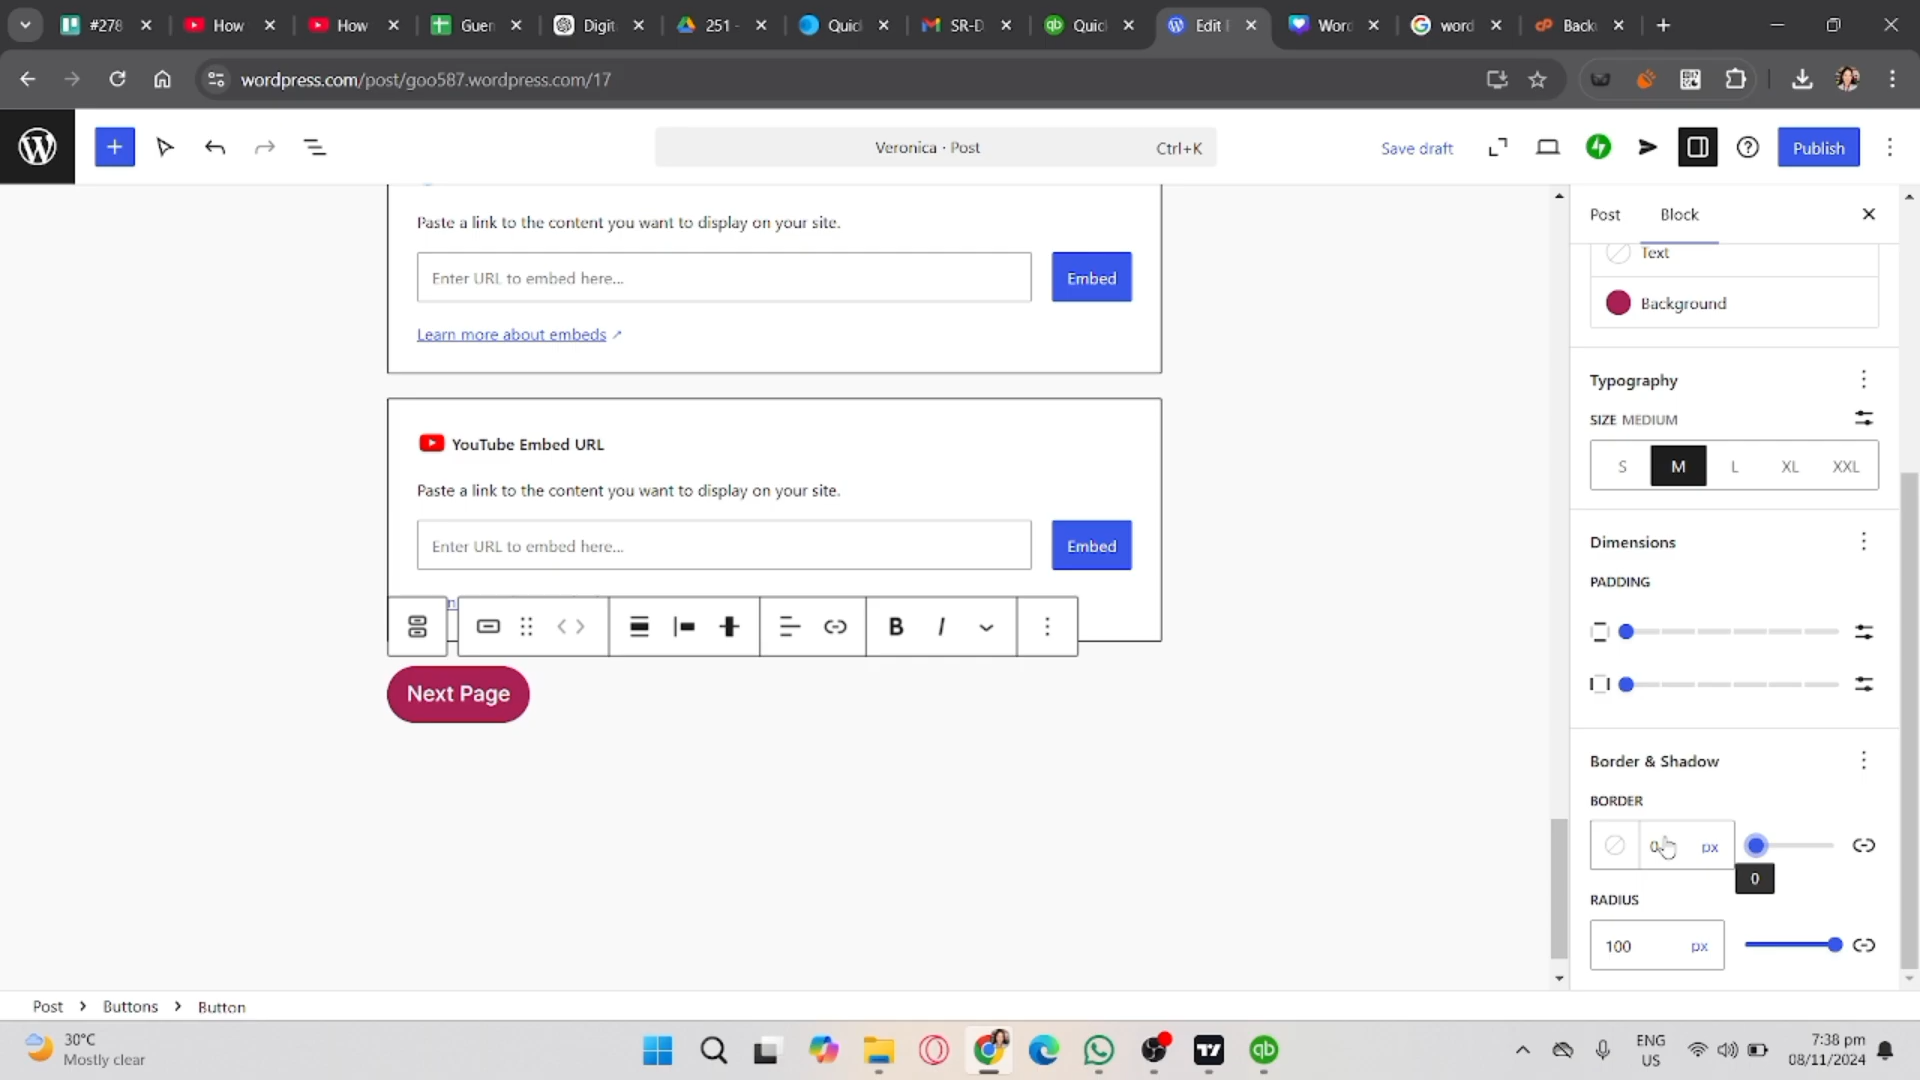 #278
How
How
Guer
Digit
251 -
Quic
SR-D
Quic
Edit
Word
word
Back
wordpress.com/post/goo587.wordpress.com/17
Veronica · Post
Ctrl+K
Save draft
Publish
Paste a link to the content you want to display on your site.
Enter URL to embed here...
Embed
Learn more about embeds
YouTube Embed URL
Paste a link to the content you want to display on your site.
Enter URL to embed here...
Embed
B
I
Next Page
Post
Block
Text
Background
Typography
SIZE MEDIUM
S
M
L
XL
XXL
Dimensions
PADDING
Border & Shadow
BORDER
0
px
0
RADIUS
100
px
Post
Buttons
Button
30°C
Mostly clear
ENG
US
7:38 pm
08/11/2024